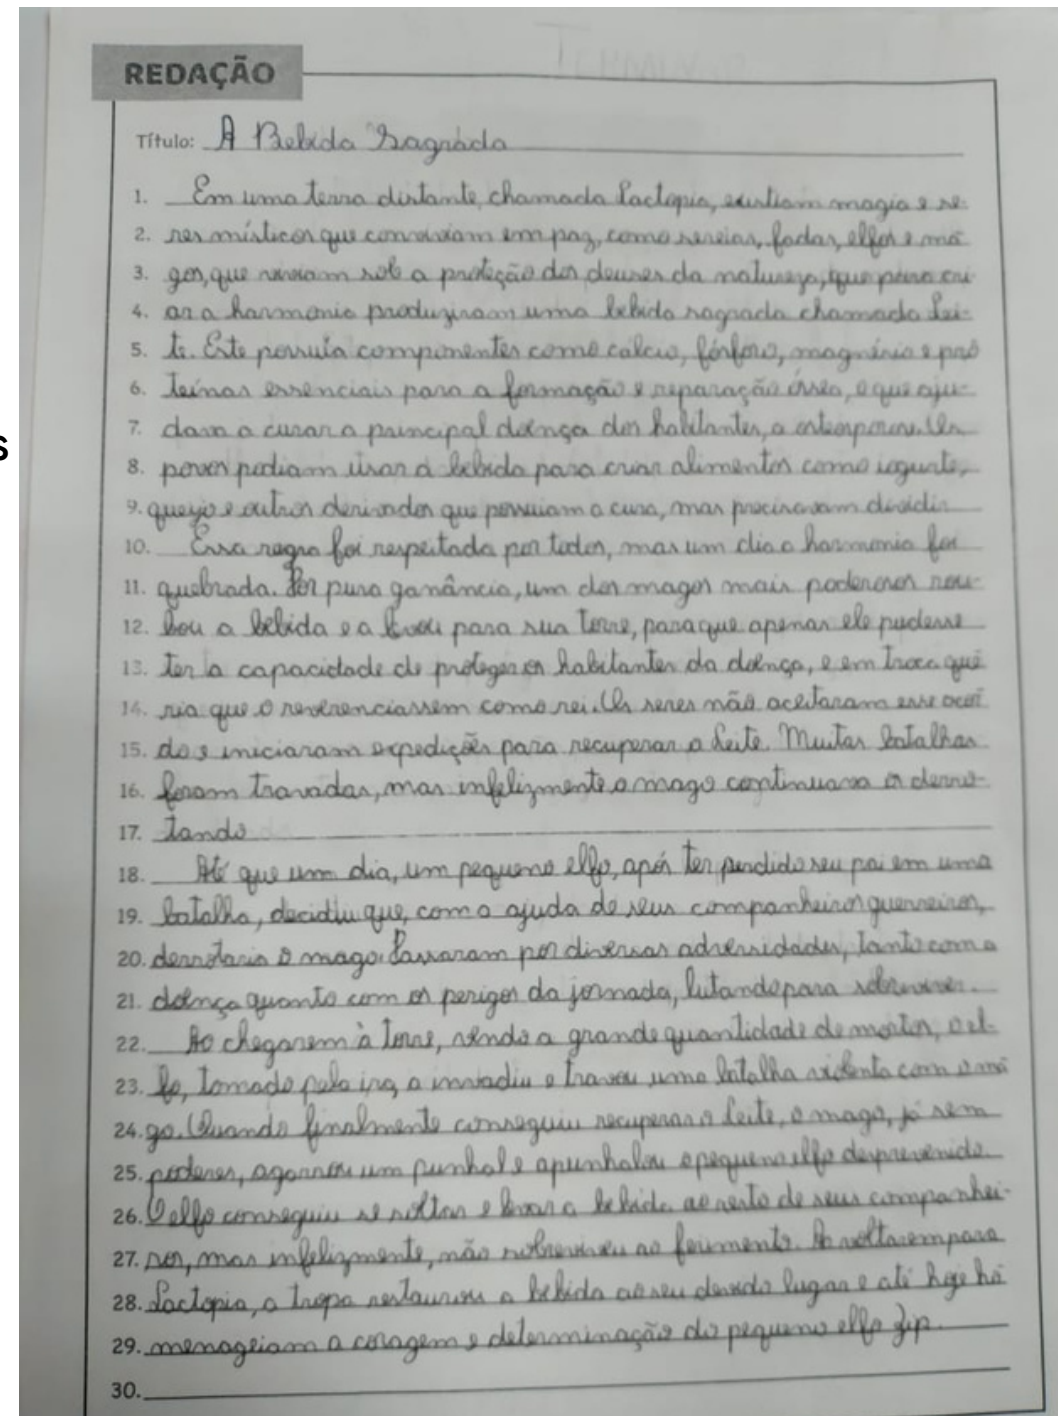 s
REDAÇÃO
Título: A Bebida Sagrada
1. Em uma terra distante, chamada Lactopia, existiam magia e se-
2. res místicos que conviviam em paz, como sereias, fadas, elfos e ma
3. gos, que viviam sob a proteção dos deuses da natureza, que para cri
4. ar a harmonia produziram uma bebida sagrada chamada Lei-
5. te. Este possuía componentes como cálcio, fósforo, magnésio e pro
6. teínas essenciais para a formação e reparação óssea, o que aju-
7. dava a curar a principal doença dos habitantes, a osteoporose. Os
8. povos podiam usar a bebida para criar alimentos como iogurte,
9. queijo e outros derivados que possuiam a cura, mas precisavam dividir
10. Essa regra foi respeitada por todos, mas um dia a harmonia foi
11. quebrada. Por pura ganância, um dos magos mais poderosos rou-
12. bou a bebida e a levou para sua torre, para que apenas ele pudesse
13. ter a capacidade de proteger os habitantes da doença, e em troca que
14. ria que o reverenciassem como rei. Os seres não aceitaram esse acor
15. do e iniciaram expedições para recuperar o Leite. Muitas batalhas
16. foram travadas, mas infelizmente o mago continuava os derro-
17. tando
18. Até que um dia, um pequeno elfo, após ter perdido seu pai em uma
19. batalha, decidiu que, com a ajuda de seus companheiros guerreiros,
20. derrotaria o mago. Passaram por diversas adversidades, tanto com a
21. doença quanto com os perigos da jornada, lutando para sobreviver.
22. Ao chegarem à torre, vendo a grande quantidade de mortos, o el-
23. fo, tomado pela ira, a invadiu e travou uma batalha violenta com o ma
24. go. Quando finalmente conseguiu recuperar o Leite, o mago, já sem
25. poderes, agarrou um punhal e apunhalou o pequeno elfo desprevenido.
26. O elfo conseguiu se soltar e levar a bebida ao resto de seus companhei-
27. ros, mas infelizmente, não sobreviveu ao ferimento. Ao voltarem para
28. Lactopia, a tropa restaurou a bebida ao seu devido lugar e até hoje ho
29. menageiam a coragem e determinação do pequeno elfo Zip.
30.